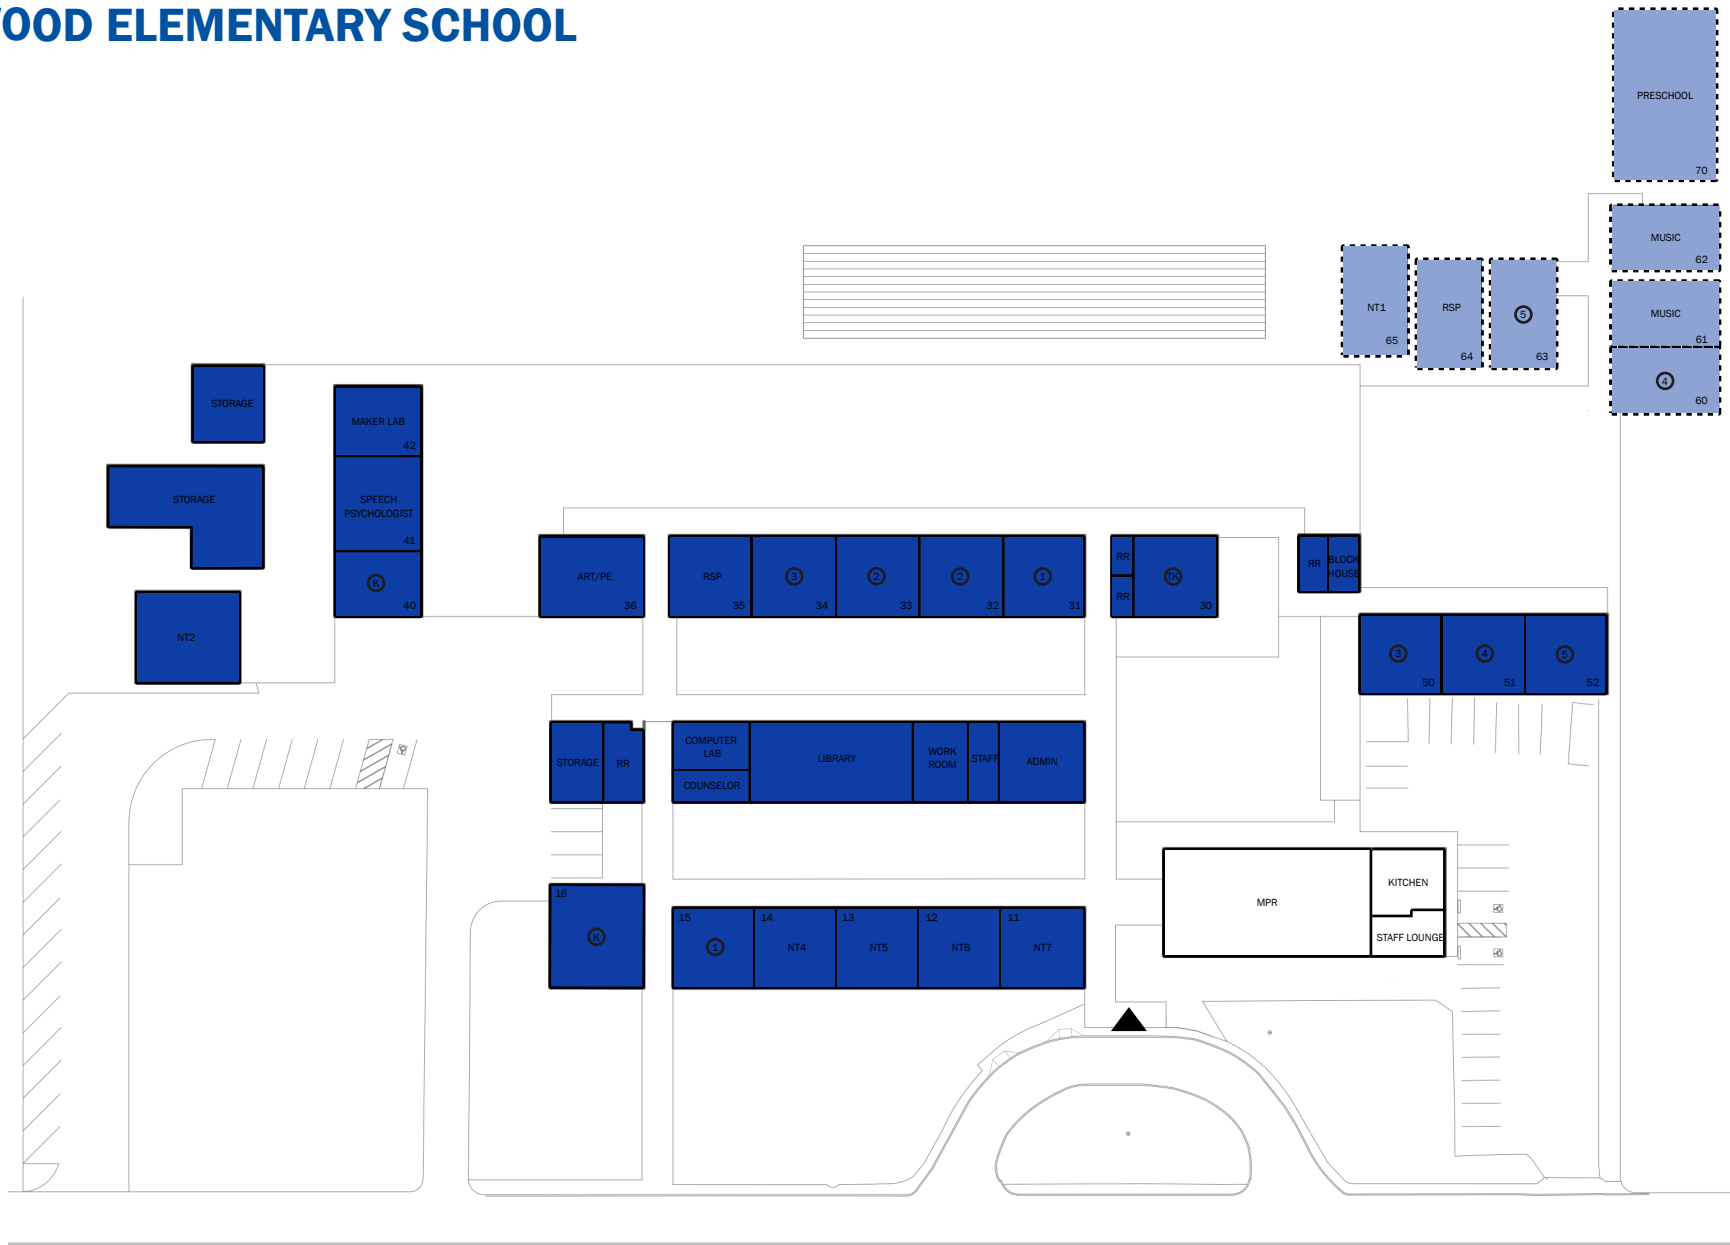 OOD ELEMENTARY SCHOOL
PRESCHOOL
70
MUSIC
62
MUSIC
61
4
60
NT1
65
RSP
64
5
63
STORAGE
STORAGE
NT2
MAKER LAB
42
SPEECH
PSYCHOLOGIST
41
K
40
ART/PE
36
RSP
35
3
34
2
33
2
32
1
31
RR
RR
TK
30
RR
BLOCK
HOUSE
3
50
4
51
5
52
STORAGE
RR
COMPUTER
LAB
COUNSELOR
LIBRARY
WORK
ROOM
STAFF
ADMIN
16
K
15
1
14
NT4
13
NT5
12
NT6
11
NT7
MPR
KITCHEN
STAFF LOUNGE